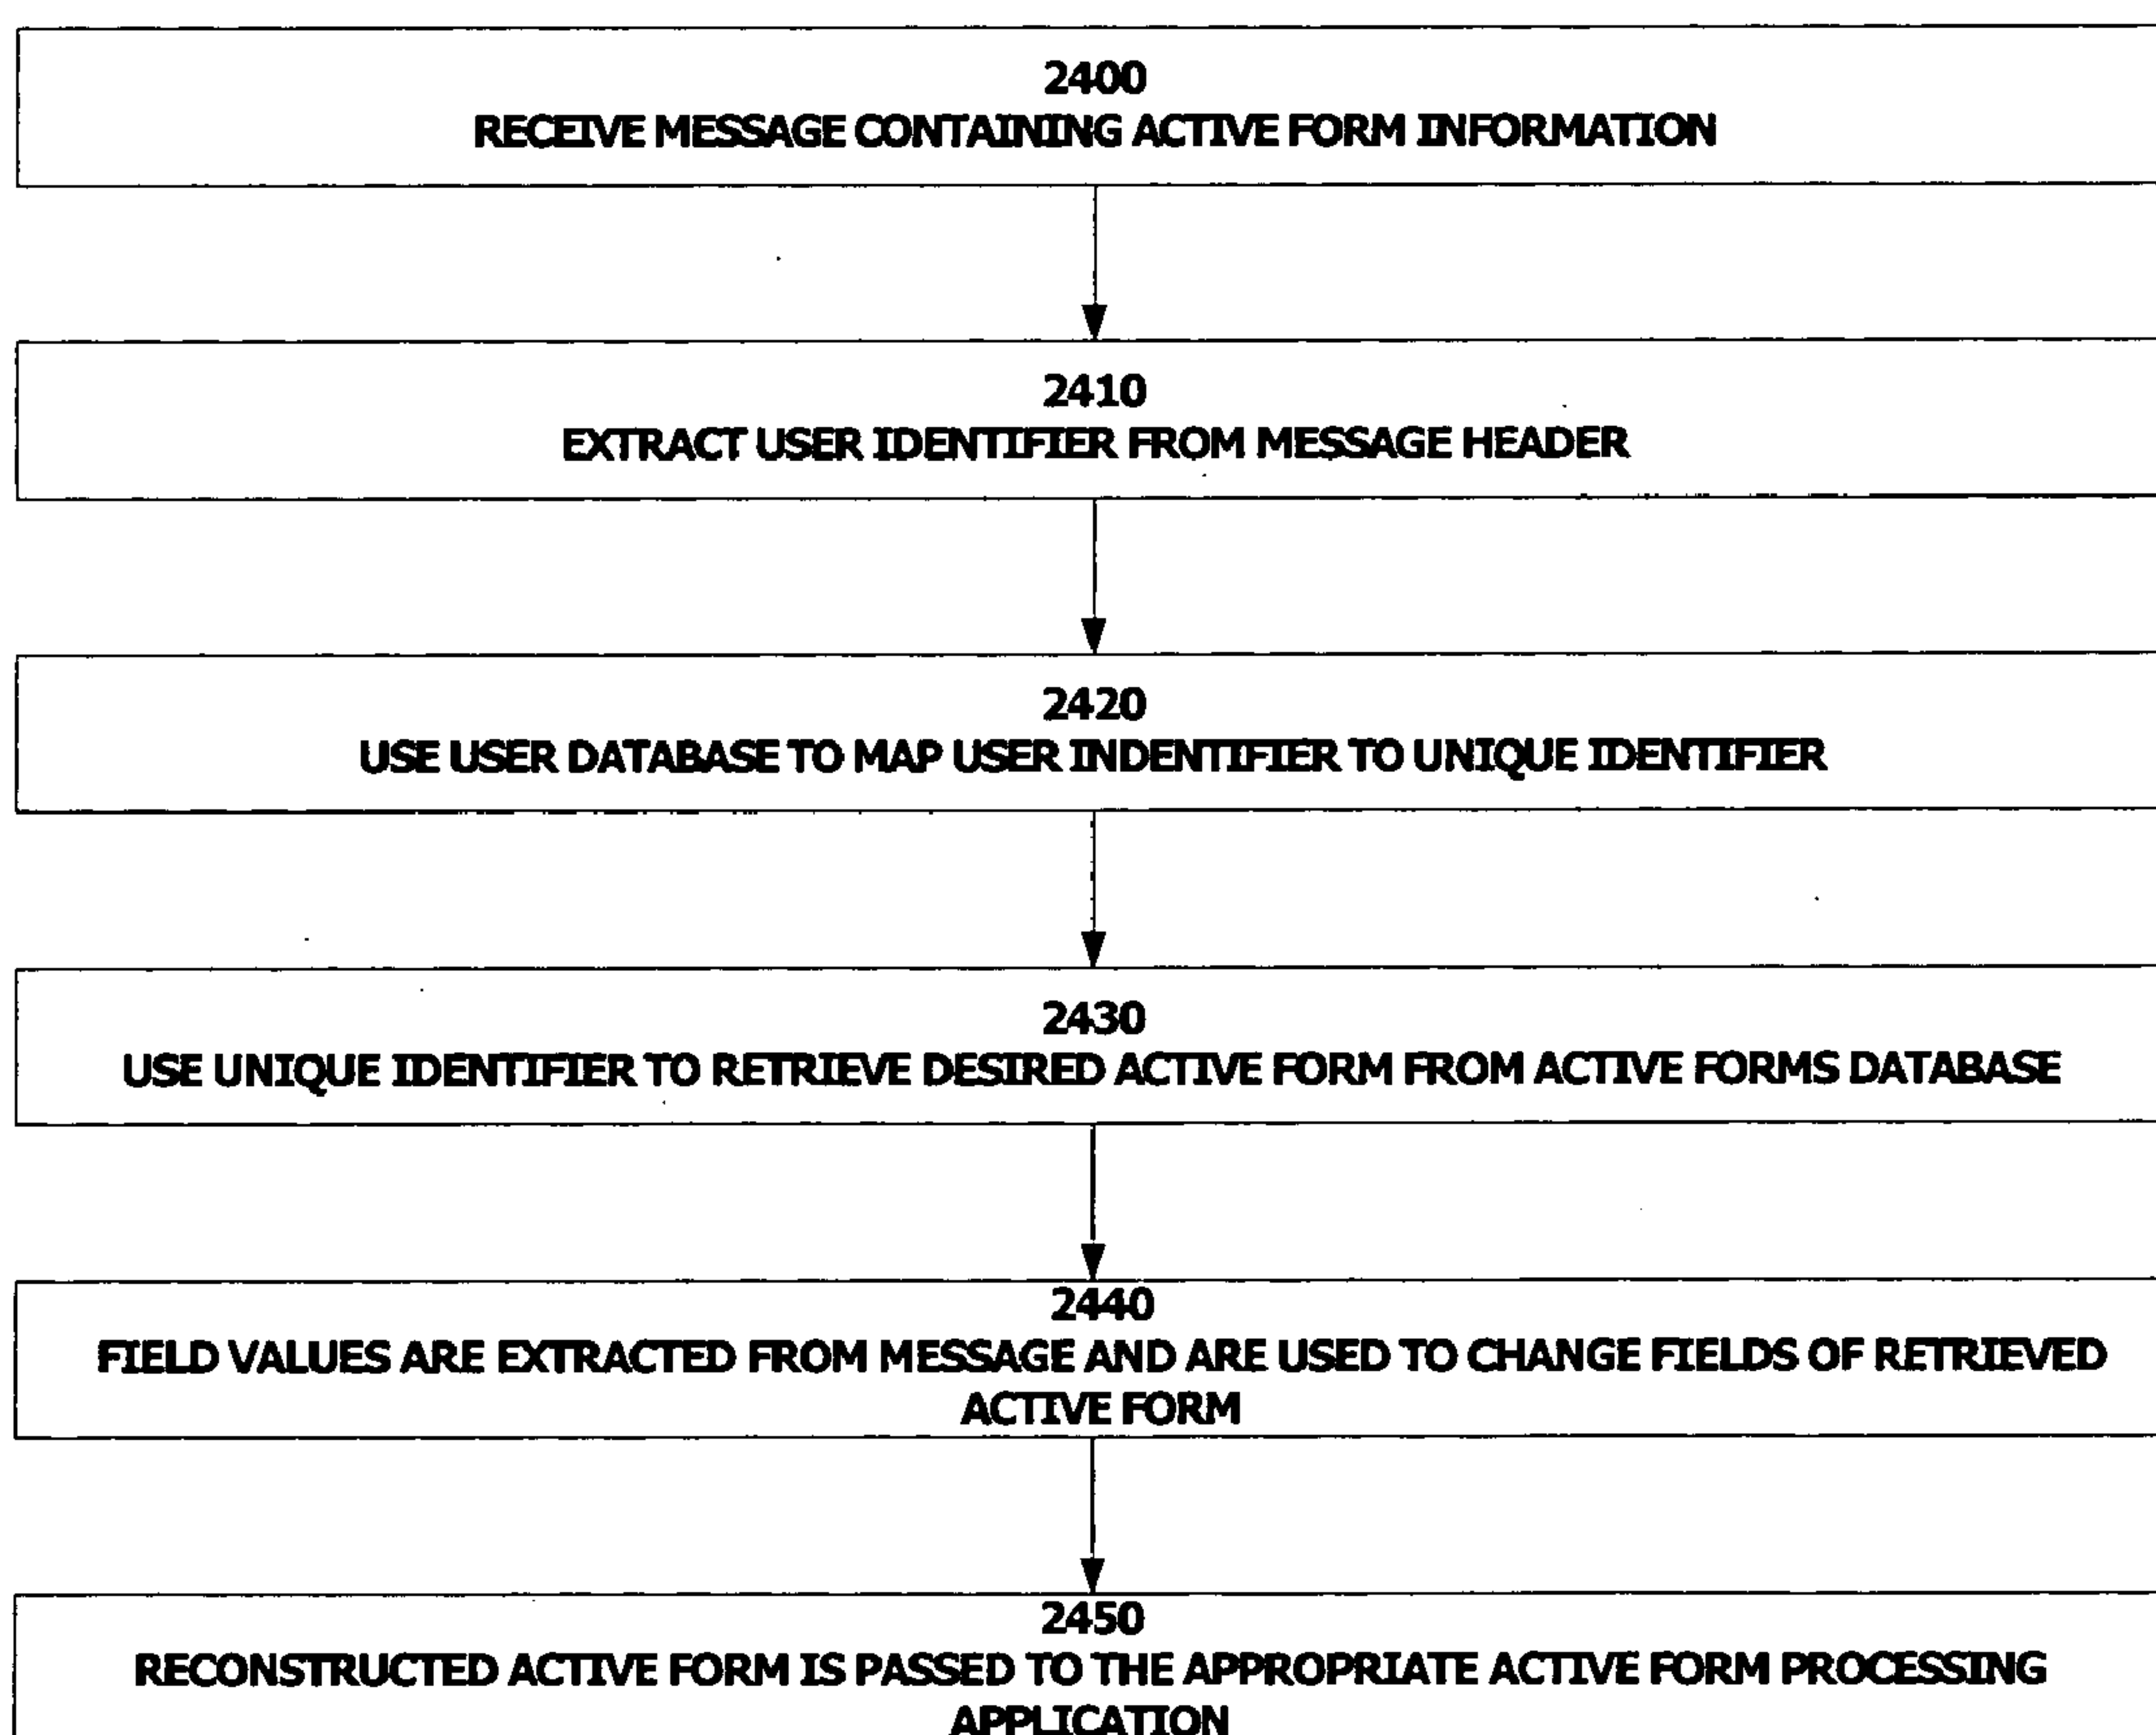 2400
RECEIVE MESSAGE CONTAINING ACTIVE FORM INFORMATION
2410
EXTRACT USER IDENTIFIER FROM MESSAGE HEADER
2420
USE USER DATABASE TO MAP USER INDENTIFIER TO UNIQUE IDENTIFIER
2430
USE UNIQUE IDENTIFIER TO RETRIEVE DESIRED ACTIVE FORM FROM ACTIVE FORMS DATABASE
2440
FIELD VALUES ARE EXTRACTED FROM MESSAGE AND ARE USED TO CHANGE FIELDS OF RETRIEVED
ACTIVE FORM
2450
RECONSTRUCTED ACTIVE FORM IS PASSED TO THE APPROPRIATE ACTIVE FORM PROCESSING
APPLICATION